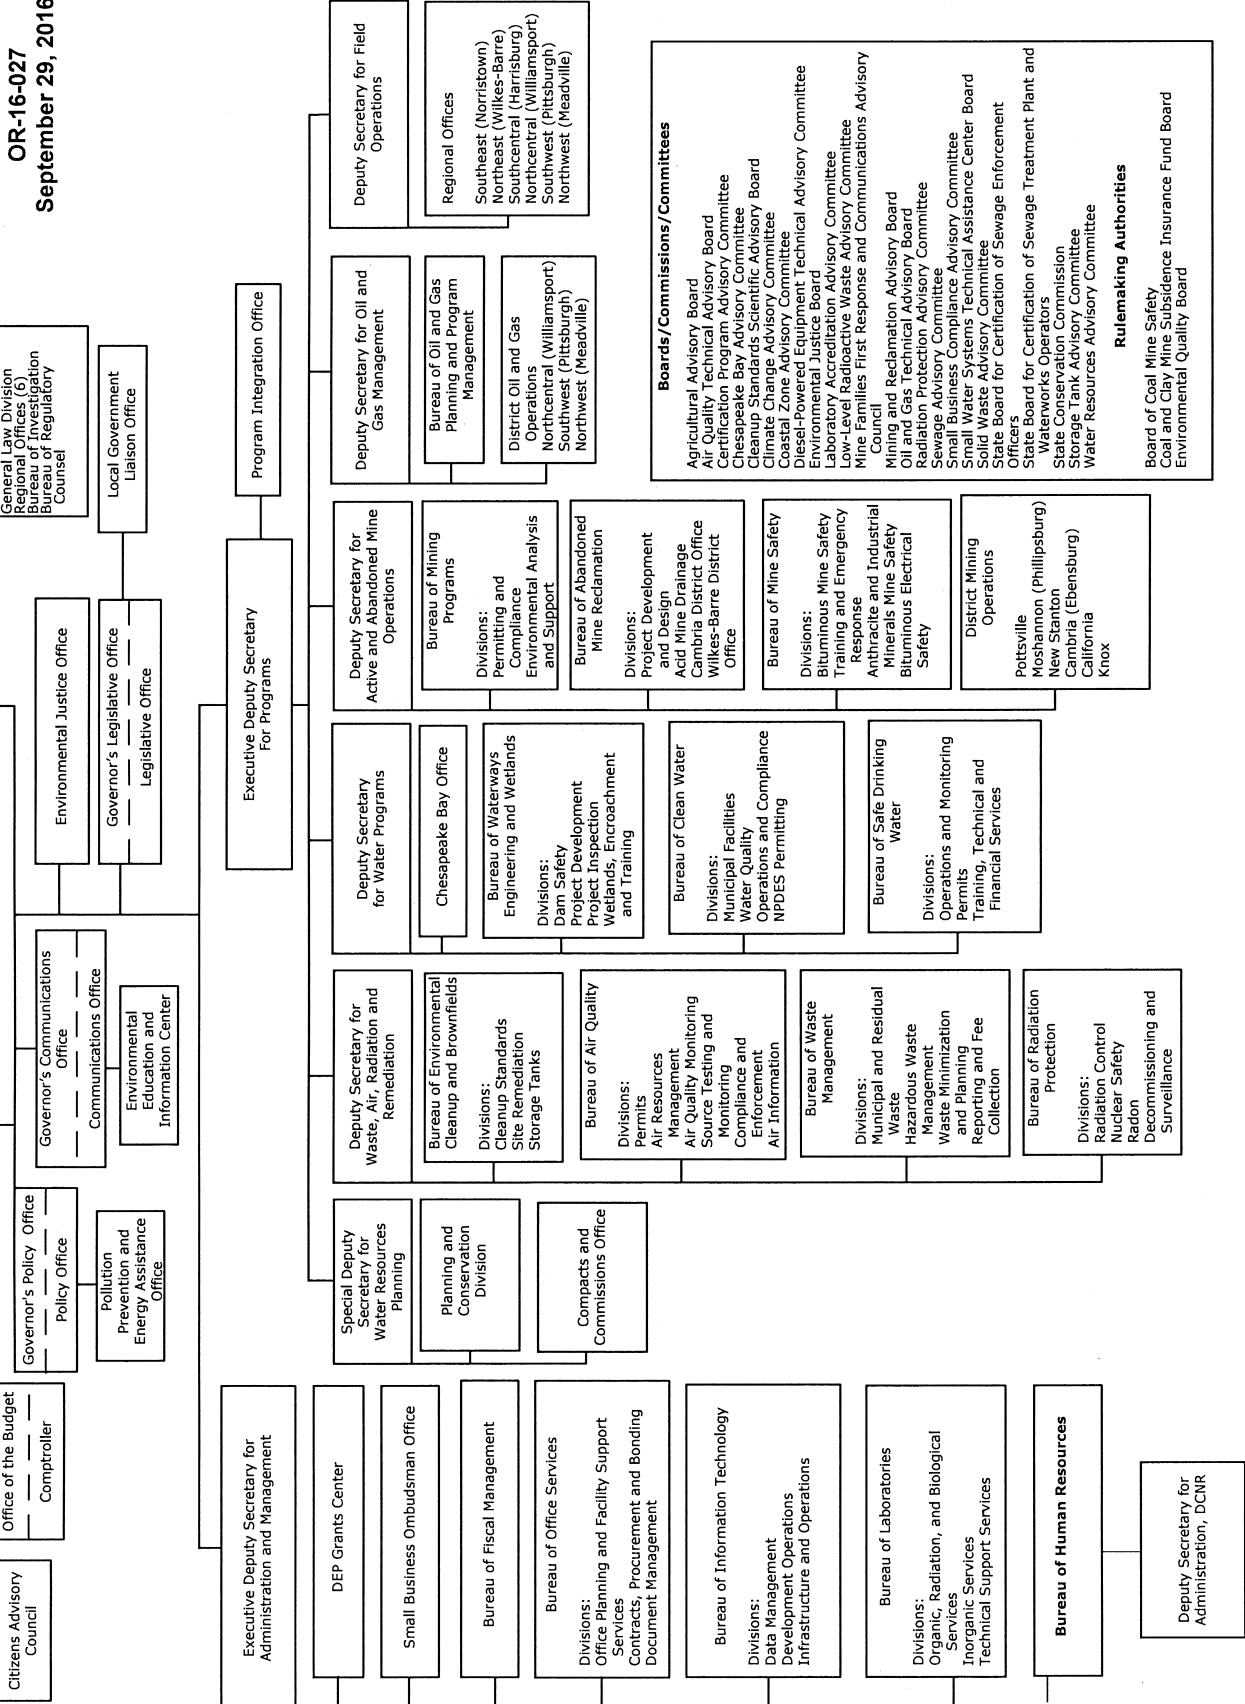 OR-16-027
September 29, 2016
Citizens Advisory
Council
Office of the Budget
Comptroller
Governor's Policy Office
Policy Office
Pollution
Prevention and
Energy Assistance
Office
Governor's Communications
Office
Communications Office
Environmental
Education and
Information Center
Environmental Justice Office
Governor's Legislative Office
Legislative Office
General Law Division
Regional Offices (6)
Bureau of Investigation
Bureau of Regulatory
Counsel
Local Government
Liaison Office
Executive Deputy Secretary for
Administration and Management
DEP Grants Center
Small Business Ombudsman Office
Bureau of Fiscal Management
Bureau of Office Services
Divisions:
Office Planning and Facility Support
Services
Contracts, Procurement and Bonding
Document Management
Bureau of Information Technology
Divisions:
Data Management
Development Operations
Infrastructure and Operations
Bureau of Laboratories
Divisions:
Organic, Radiation, and Biological
Services
Inorganic Services
Technical Support Services
Bureau of Human Resources
Deputy Secretary for
Administration, DCNR
Executive Deputy Secretary
For Programs
Program Integration Office
Special Deputy
Secretary for
Water Resources
Planning
Planning and
Conservation
Division
Compacts and
Commissions Office
Deputy Secretary for
Waste, Air, Radiation and
Remediation
Bureau of Environmental
Cleanup and Brownfields
Divisions:
Cleanup Standards
Site Remediation
Storage Tanks
Bureau of Air Quality
Divisions:
Permits
Air Resources
Management
Air Quality Monitoring
Source Testing and
Monitoring
Compliance and
Enforcement
Air Information
Bureau of Waste
Management
Divisions:
Municipal and Residual
Waste
Hazardous Waste
Management
Waste Minimization
and Planning
Reporting and Fee
Collection
Bureau of Radiation
Protection
Divisions:
Radiation Control
Nuclear Safety
Radon
Decommissioning and
Surveillance
Deputy Secretary
for Water Programs
Chesapeake Bay Office
Bureau of Waterways
Engineering and Wetlands
Divisions:
Dam Safety
Project Development
Project Inspection
Wetlands, Encroachment
and Training
Bureau of Clean Water
Divisions:
Municipal Facilities
Water Quality
Operations and Compliance
NPDES Permitting
Bureau of Safe Drinking
Water
Divisions:
Operations and Monitoring
Permits
Training, Technical and
Financial Services
Deputy Secretary for
Active and Abandoned Mine
Operations
Bureau of Mining
Programs
Divisions:
Permitting and
Compliance
Environmental Analysis
and Support
Bureau of Abandoned
Mine Reclamation
Divisions:
Project Development
and Design
Acid Mine Drainage
Cambria District Office
Wilkes-Barre District
Office
Bureau of Mine Safety
Divisions:
Bituminous Mine Safety
Training and Emergency
Response
Anthracite and Industrial
Minerals Mine Safety
Bituminous Electrical
Safety
District Mining
Operations
Pottsville
Moshannon (Phillipsburg)
New Stanton
Cambria (Ebensburg)
California
Knox
Deputy Secretary for Oil and
Gas Management
Bureau of Oil and Gas
Planning and Program
Management
District Oil and Gas
Operations
Northcentral (Williamsport)
Southwest (Pittsburgh)
Northwest (Meadville)
Deputy Secretary for Field
Operations
Regional Offices
Southeast (Norristown)
Northeast (Wilkes-Barre)
Southcentral (Harrisburg)
Northcentral (Williamsport)
Southwest (Pittsburgh)
Northwest (Meadville)
Boards/Commissions/Committees
Agricultural Advisory Board
Air Quality Technical Advisory Board
Certification Program Advisory Committee
Chesapeake Bay Advisory Committee
Cleanup Standards Scientific Advisory Board
Climate Change Advisory Committee
Coastal Zone Advisory Committee
Diesel-Powered Equipment Technical Advisory Committee
Environmental Justice Board
Laboratory Accreditation Advisory Committee
Low-Level Radioactive Waste Advisory Committee
Mine Families First Response and Communications Advisory
Council
Mining and Reclamation Advisory Board
Oil and Gas Technical Advisory Board
Radiation Protection Advisory Committee
Sewage Advisory Committee
Small Business Compliance Advisory Committee
Small Water Systems Technical Assistance Center Board
Solid Waste Advisory Committee
State Board for Certification of Sewage Enforcement
Officers
State Board for Certification of Sewage Treatment Plant and
Waterworks Operators
State Conservation Commission
Storage Tank Advisory Committee
Water Resources Advisory Committee
Rulemaking Authorities
Board of Coal Mine Safety
Coal and Clay Mine Subsidence Insurance Fund Board
Environmental Quality Board